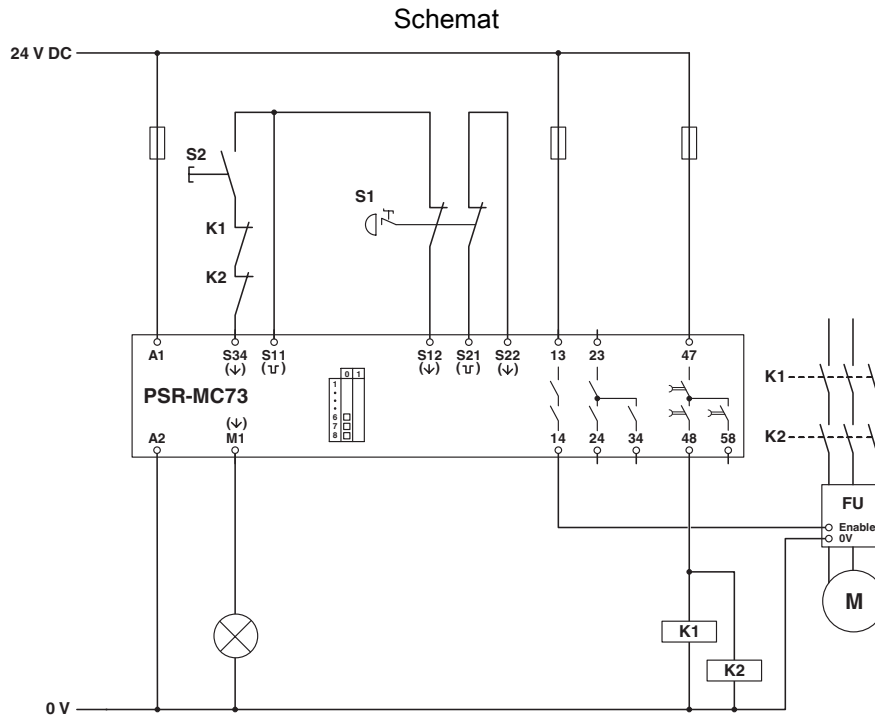 Schemat
24 V DC
S2
S1
K1
K2
A1 S34 S11 S12 S21 S22 13 23 47
(↓) (יך) (↓) (יך) (↓)
0 1
1
6
7
8
PSR-MC73
(↓)
A2 M1 14 24 34 48 58
K1
K2
FU
Enable
0V
M
K1
K2
0 V